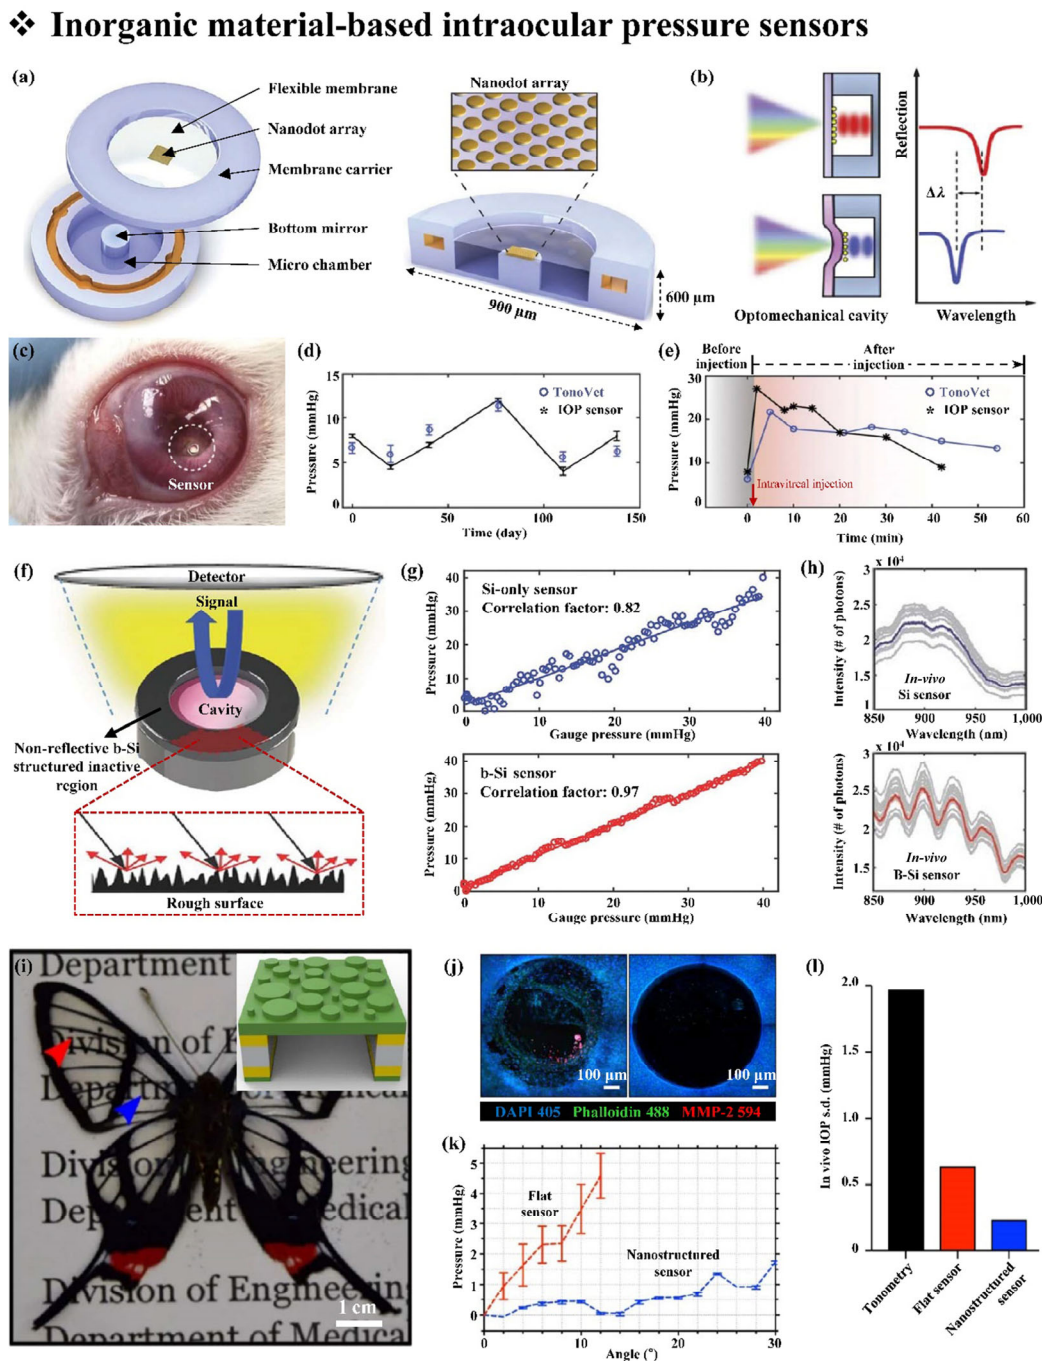 ❖ Inorganic material-based intraocular pressure sensors
(a)
Flexible membrane
Nanodot array
Membrane carrier
Bottom mirror
Micro chamber
Nanodot array
900 µm
600 µm
(b)
Optomechanical cavity
Reflection
Δλ
Wavelength
(c)
Sensor
(d)
Pressure (mmHg)
15
10
5
0
TonoVet
IOP sensor
0
50
100
150
Time (day)
(e)
Before injection
After injection
Pressure (mmHg)
30
20
10
0
TonoVet
IOP sensor
Intravitreal injection
0
10
20
30
40
50
60
Time (min)
(f)
Detector
Signal
Cavity
Non-reflective b-Si
structured inactive
region
Rough surface
(g)
Pressure (mmHg)
40
30
20
10
0
Si-only sensor
Correlation factor: 0.82
0
10
20
30
40
Gauge pressure (mmHg)
Pressure (mmHg)
40
30
20
10
0
b-Si sensor
Correlation factor: 0.97
0
10
20
30
40
Gauge pressure (mmHg)
(h)
x 10⁴
Intensity (# of photons)
3
2.5
2
1.5
1
In-vivo
Si sensor
850
900
950
1,000
Wavelength (nm)
x 10⁴
Intensity (# of photons)
3
2.5
2
1.5
1
In-vivo
B-Si sensor
850
900
950
1,000
Wavelength (nm)
(i)
Department
Division of E
Department of Medical
Division of Engineering
Department of Medical
Division of Engineering
Department of Medical
1 cm
(j)
100 µm
100 µm
DAPI 405 Phalloidin 488 MMP-2 594
(k)
Pressure (mmHg)
5
4
3
2
1
0
Flat
sensor
Nanostructured
sensor
0
10
20
30
Angle (°)
(l)
In vivo IOP s.d. (mmHg)
2.0
1.5
1.0
0.5
0
Tonometry
Flat sensor
Nanostructured
sensor